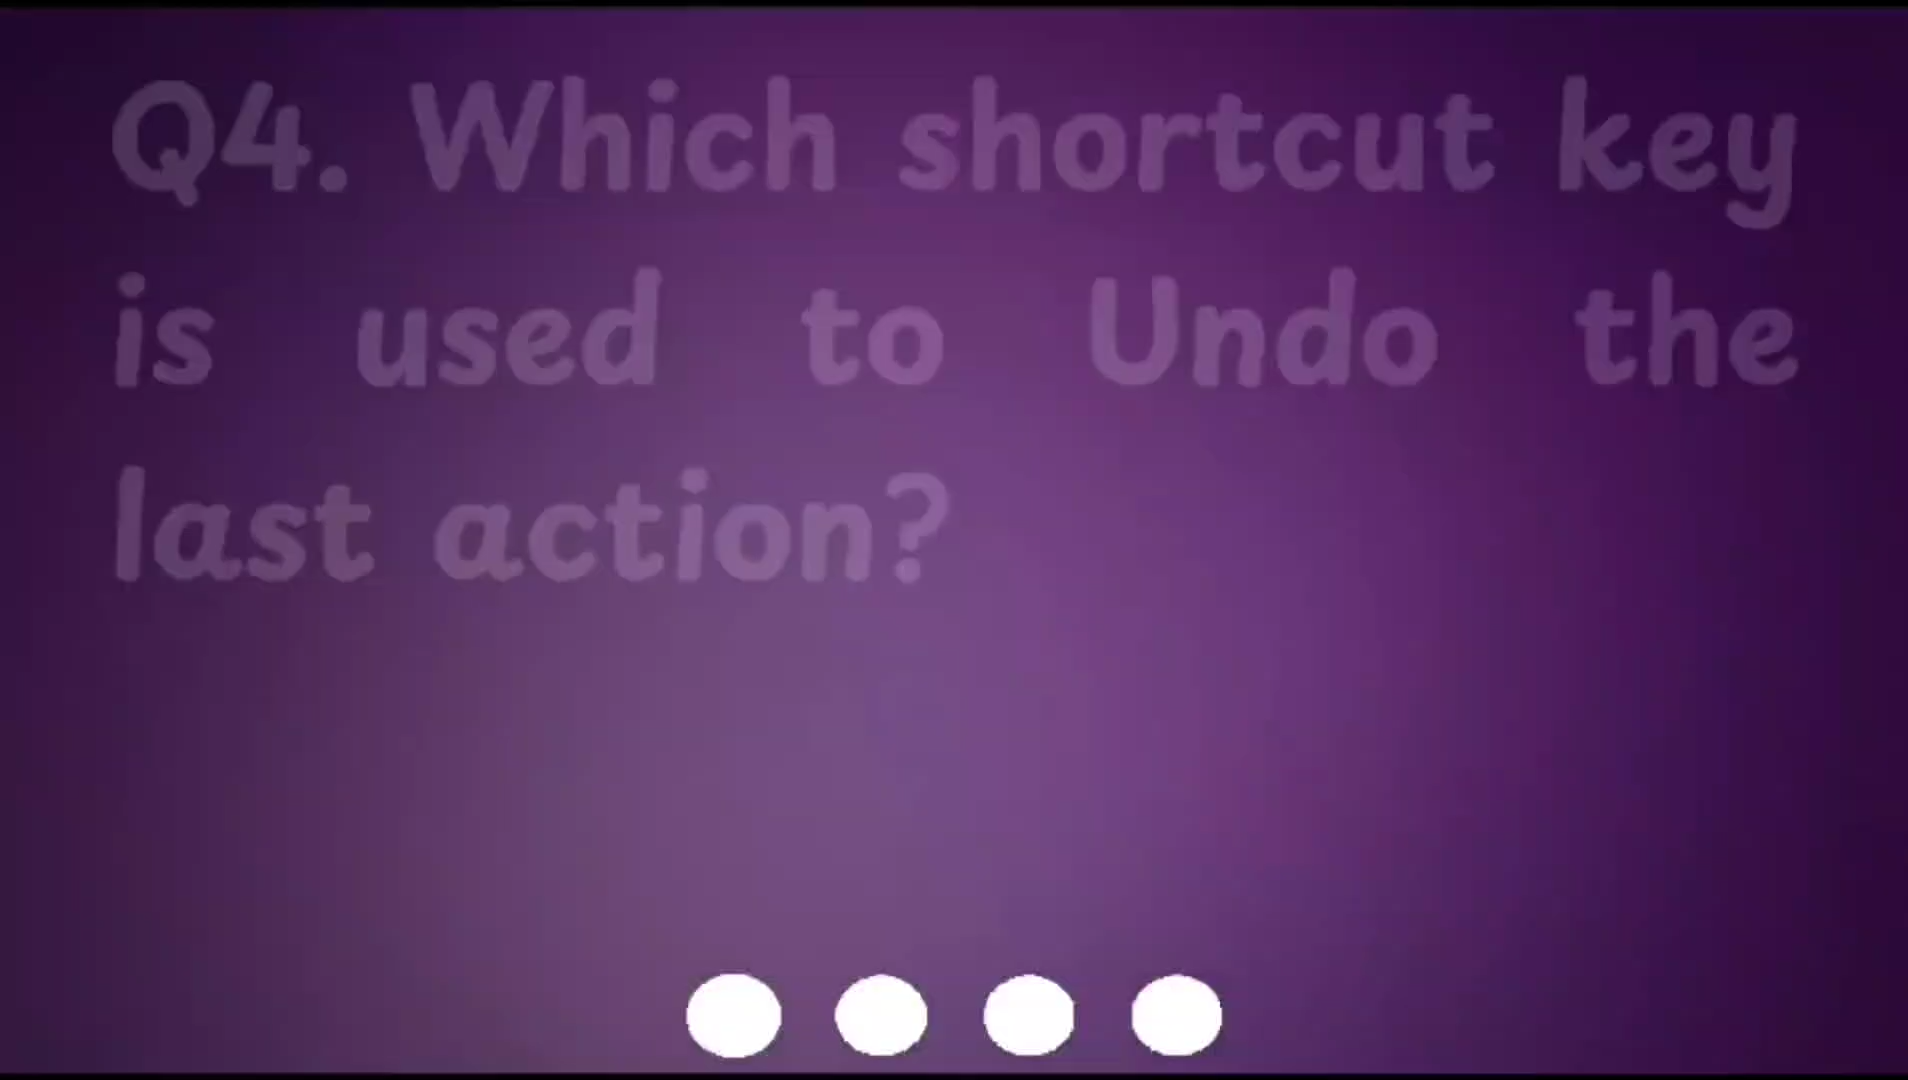 Q4. Which shortcut key
is used to Undo the
last action?